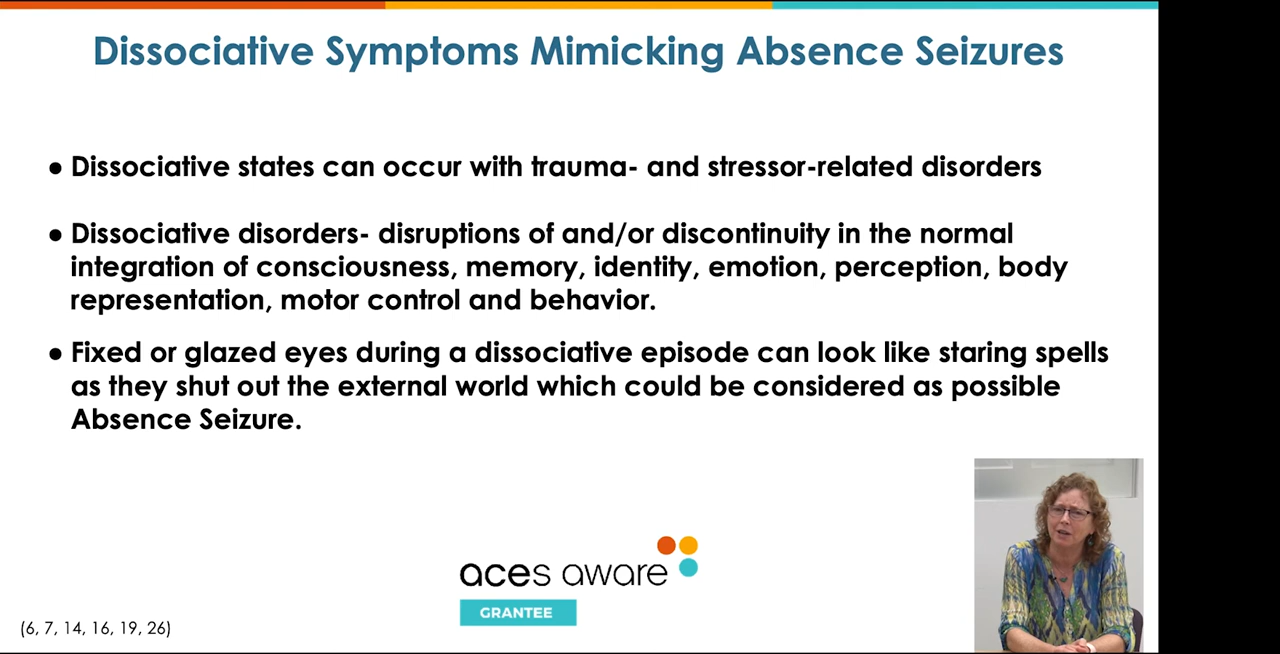 Dissociative Symptoms Mimicking Absence Seizures
● Dissociative states can occur with trauma- and stressor-related disorders
● Dissociative disorders- disruptions of and/or discontinuity in the normal
integration of consciousness, memory, identity, emotion, perception, body
representation, motor control and behavior.
● Fixed or glazed eyes during a dissociative episode can look like staring spells
as they shut out the external world which could be considered as possible
Absence Seizure.
aces aware
GRANTEE
(6, 7, 14, 16, 19, 26)